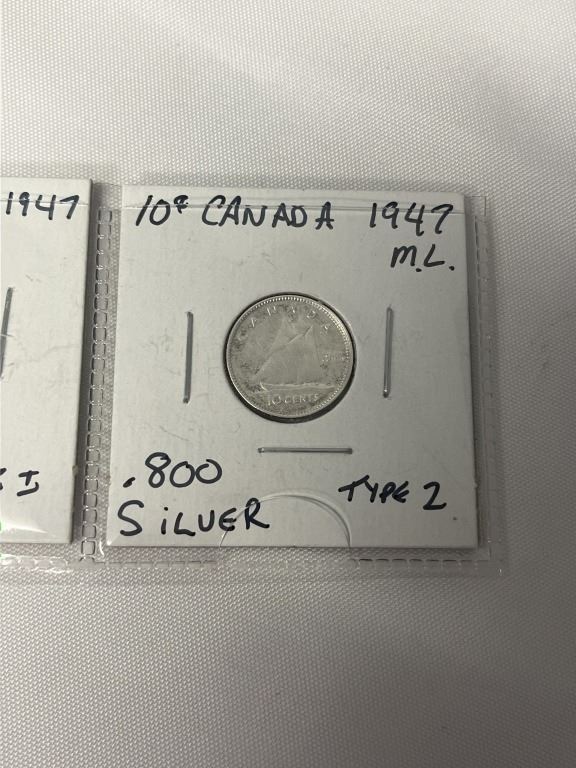 1947
10¢ CANADA 1947
M.L.
CANADA
10 CENTS
.800
SILVER
TYPE 2
I